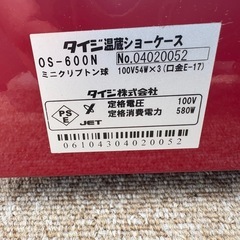 タイジ温蔵ショーケース
OS-600N No.04020052
ミニクリプトン球 100V54W×3(口金E-17)
タイジ株式会社
PSE JET 定格電圧 100V
定格消費電力 580W
06104304020052